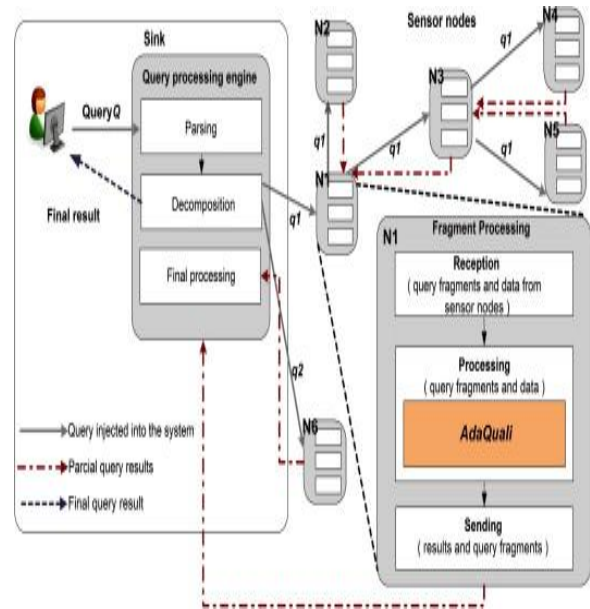 Sink
Query processing engine
QueryQ
Parsing
Decomposition
Final processing
Final result
Query injected into the system
Parcial query results
Final query result
q1
q2
N6
N2
q1
N1
q1
Sensor nodes
N3
q1
N4
q1
N5
N1
Fragment Processing
Reception
( query fragments and data from
sensor nodes )
Processing
( query fragments and data )
AdaQuali
Sending
( results and query fragments )